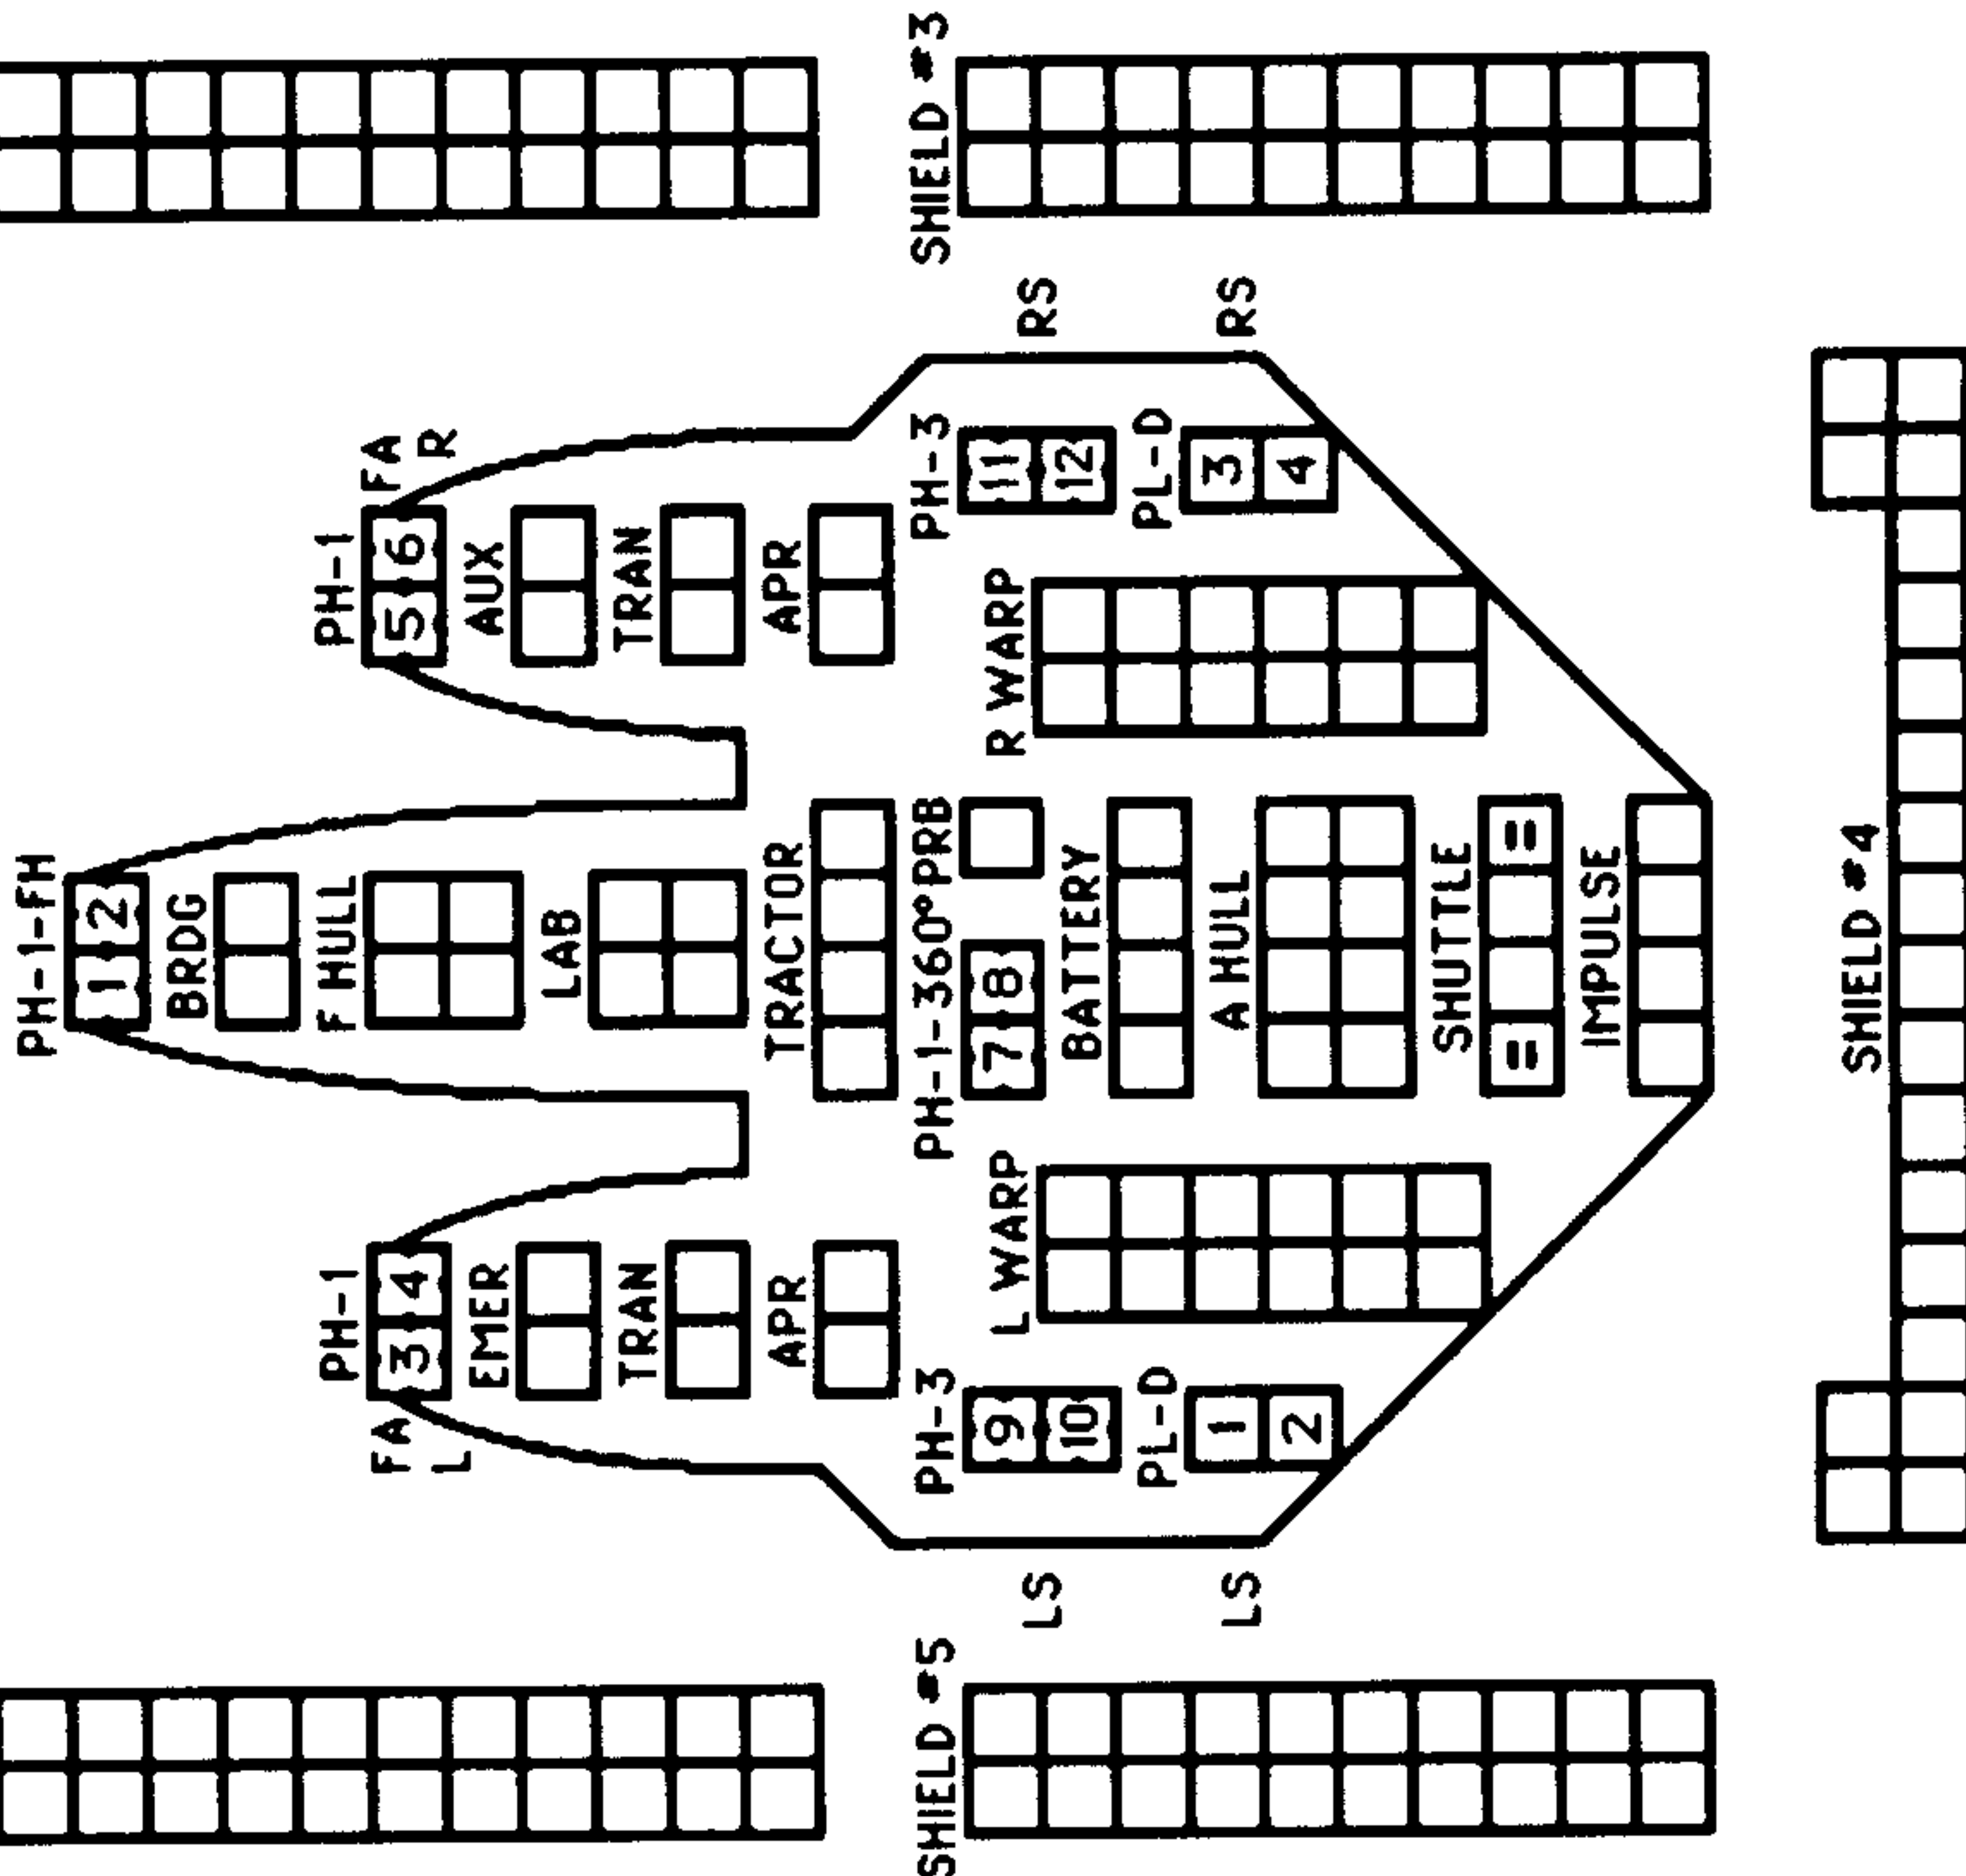 PH-1-FH
1 2
BRDG
F HULL
PH-1
3 4
FA
L
PH-1
5 6
FA
R
EMER
AUX
LAB
TRAN
TRAN
APR
TRACTOR
APR
SHIELD #5
PH-3
9
10
PH-1-360°
7 8
PRB
PH-3
11
12
SHIELD #3
LS
L WARP
R WARP
RS
BATTERY
PL-D
1
2
PL-D
3
4
LS
A HULL
RS
SHUTTLE
= =
IMPULSE
SHIELD #4